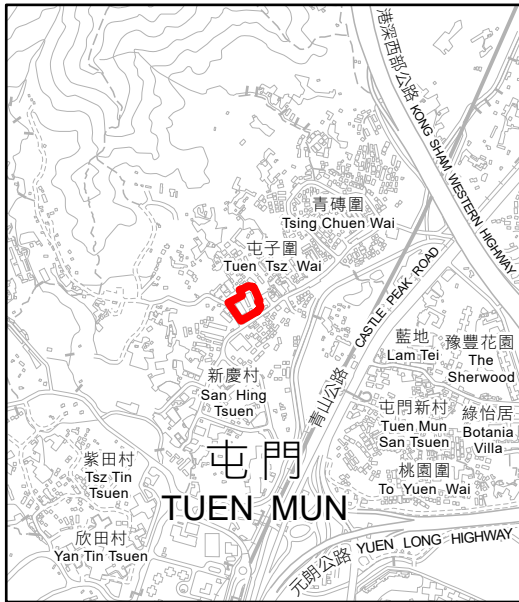 港深西部公路 KONG SHAM WESTERN HIGHWAY
青磚圍
Tsing Chuen Wai
屯子圍
Tuen Tsz Wai
青山公路 CASTLE PEAK ROAD
藍地
Lam Tei
豫豐花園
The
Sherwood
新慶村
San Hing
Tsuen
屯門新村
Tuen Mun
San Tsuen
綠怡居
Botania
Villa
屯門
TUEN MUN
紫田村
Tsz Tin
Tsuen
桃園圍
To Yuen Wai
欣田村
Yan Tin Tsuen
元朗公路 YUEN LONG HIGHWAY